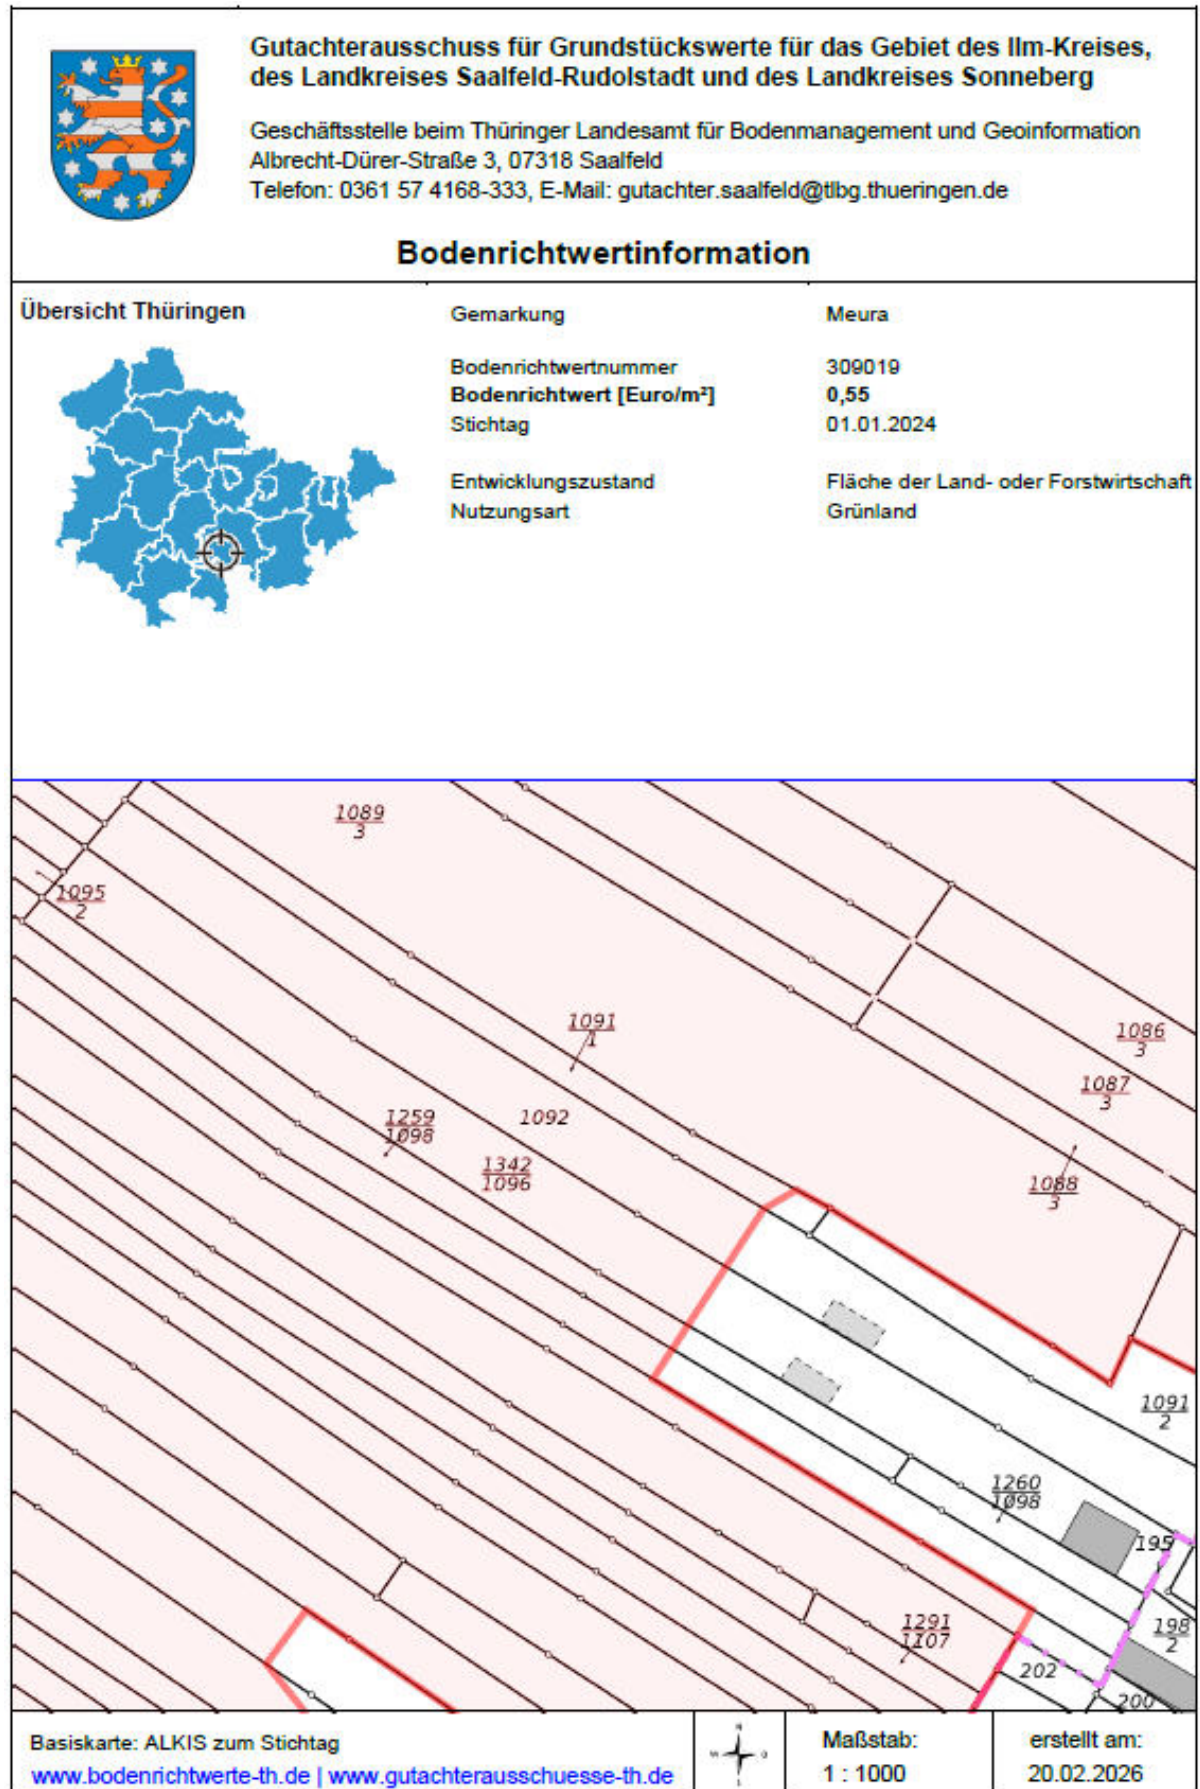 Gutachterausschuss für Grundstückswerte für das Gebiet des Ilm-Kreises,
des Landkreises Saalfeld-Rudolstadt und des Landkreises Sonneberg
Geschäftsstelle beim Thüringer Landesamt für Bodenmanagement und Geoinformation
Albrecht-Dürer-Straße 3, 07318 Saalfeld
Telefon: 0361 57 4168-333, E-Mail: gutachter.saalfeld@tlbg.thueringen.de
Bodenrichtwertinformation
Übersicht Thüringen
Gemarkung Meura
Bodenrichtwertnummer 309019
Bodenrichtwert [Euro/m²] 0,55
Stichtag 01.01.2024
Entwicklungszustand Fläche der Land- oder Forstwirtschaft
Nutzungsart Grünland
1089
3
1095
2
1091
1
1086
3
1087
3
1259
1098
1092
1342
1096
1088
3
1091
2
1260
1098
195
1291
1107
198
2
202
200
Basiskarte: ALKIS zum Stichtag
www.bodenrichtwerte-th.de | www.gutachterausschuesse-th.de
N
W O
Maßstab:
1 : 1000
erstellt am:
20.02.2026